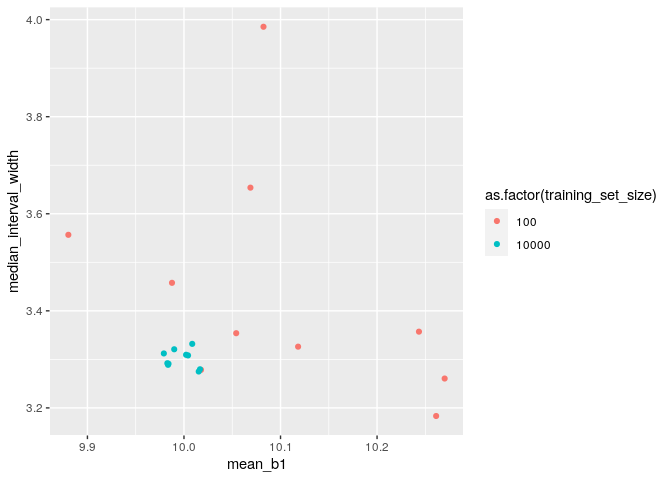 4.0
3.8
3.6
3.4
3.2
median_interval_width
9.9 10.0 10.1 10.2
mean_b1
as.factor(training_set_size)
100
10000